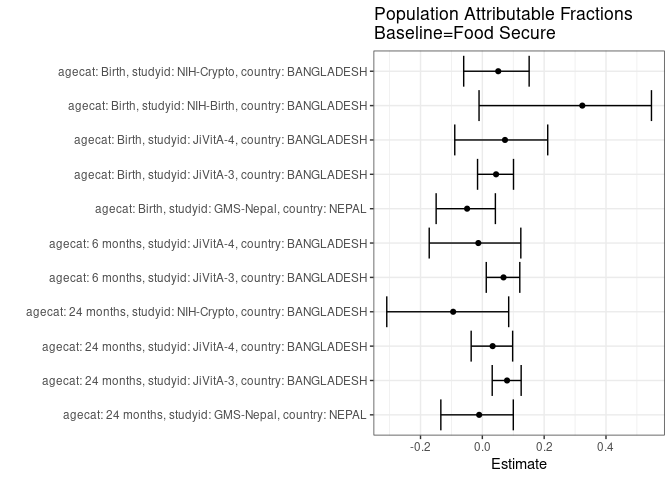 Population Attributable Fractions
Baseline=Food Secure
agecat: Birth, studyid: NIH-Crypto, country: BANGLADESH
agecat: Birth, studyid: NIH-Birth, country: BANGLADESH
agecat: Birth, studyid: JiVitA-4, country: BANGLADESH
agecat: Birth, studyid: JiVitA-3, country: BANGLADESH
agecat: Birth, studyid: GMS-Nepal, country: NEPAL
agecat: 6 months, studyid: JiVitA-4, country: BANGLADESH
agecat: 6 months, studyid: JiVitA-3, country: BANGLADESH
agecat: 24 months, studyid: NIH-Crypto, country: BANGLADESH
agecat: 24 months, studyid: JiVitA-4, country: BANGLADESH
agecat: 24 months, studyid: JiVitA-3, country: BANGLADESH
agecat: 24 months, studyid: GMS-Nepal, country: NEPAL
-0.2 0.0 0.2 0.4
Estimate